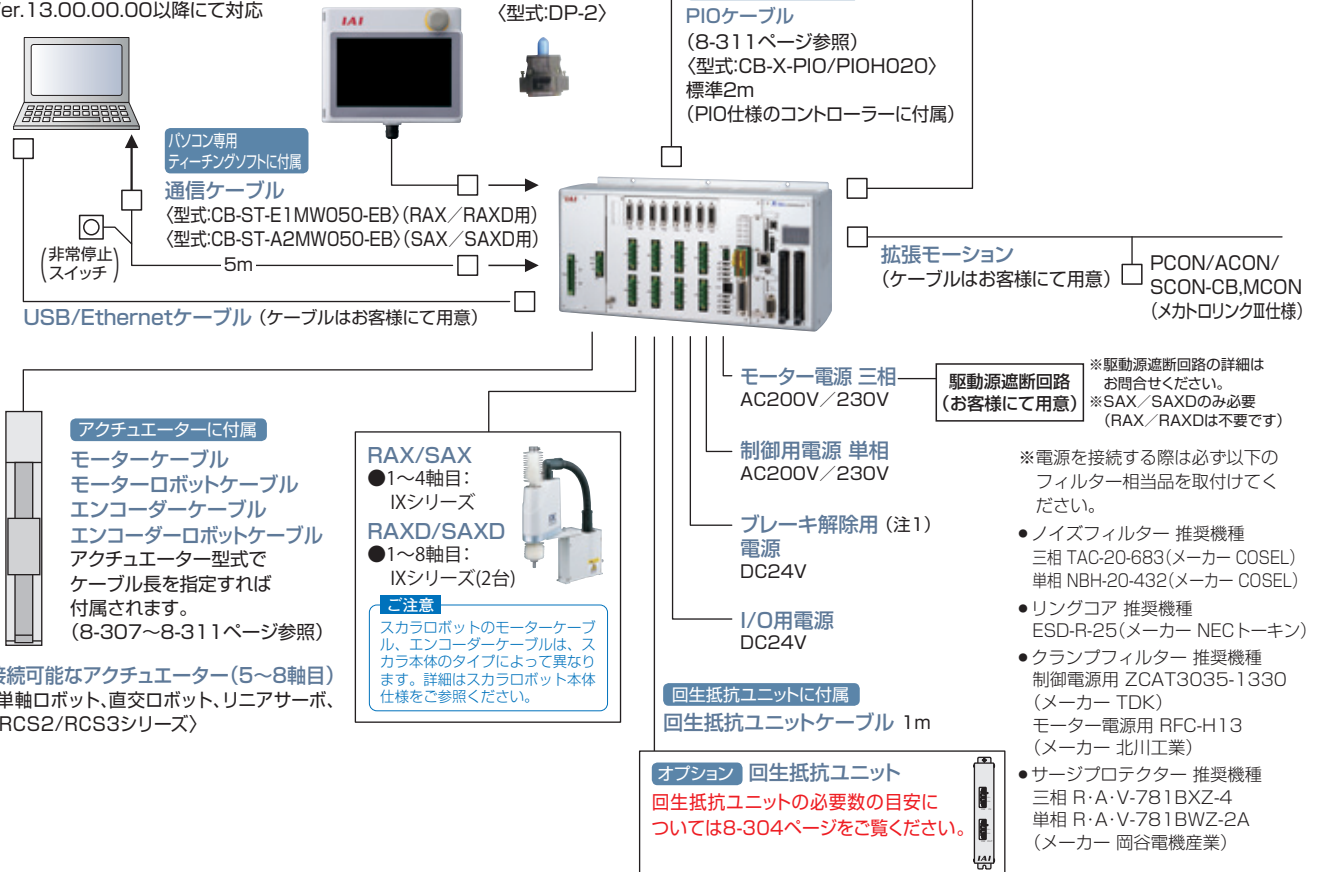 Ver.13.00.00.00以降にて対応
IAI
〈型式:DP-2〉
PIOケーブル
(8-311ページ参照)
〈型式:CB-X-PIO/PIOH020〉
標準2m
(PIO仕様のコントローラーに付属)
パソコン専用
ティーチングソフトに付属
通信ケーブル
〈型式:CB-ST-E1MW050-EB〉(RAX/RAXD用)
〈型式:CB-ST-A2MW050-EB〉(SAX/SAXD用)
(非常停止
スイッチ)
5m
USB/Ethernetケーブル (ケーブルはお客様にて用意)
IAI
拡張モーション
(ケーブルはお客様にて用意)
PCON/ACON/
SCON-CB,MCON
(メカトロリンクⅢ仕様)
モーター電源 三相
AC200V/230V
駆動源遮断回路
(お客様にて用意)
※駆動源遮断回路の詳細は
お問合せください。
※SAX/SAXDのみ必要
(RAX/RAXDは不要です)
制御用電源 単相
AC200V/230V
ブレーキ解除用 (注1)
電源
DC24V
I/O用電源
DC24V
アクチュエーターに付属
モーターケーブル
モーターロボットケーブル
エンコーダーケーブル
エンコーダーロボットケーブル
アクチュエーター型式で
ケーブル長を指定すれば
付属されます。
(8-307〜8-311ページ参照)
接続可能なアクチュエーター(5〜8軸目)
単軸ロボット、直交ロボット、リニアサーボ、
RCS2/RCS3シリーズ〉
RAX/SAX
●1〜4軸目:
IXシリーズ
RAXD/SAXD
●1〜8軸目:
IXシリーズ(2台)
ご注意
スカラロボットのモーターケーブ
ル、エンコーダーケーブルは、ス
カラ本体のタイプによって異なり
ます。詳細はスカラロボット本体
仕様をご参照ください。
回生抵抗ユニットに付属
回生抵抗ユニットケーブル 1m
オプション 回生抵抗ユニット
回生抵抗ユニットの必要数の目安に
ついては8-304ページをご覧ください。
IAI
※電源を接続する際は必ず以下の
フィルター相当品を取付けてく
ださい。
●ノイズフィルター 推奨機種
三相 TAC-20-683(メーカー COSEL)
単相 NBH-20-432(メーカー COSEL)
●リングコア 推奨機種
ESD-R-25(メーカー NECトーキン)
●クランプフィルター 推奨機種
制御電源用 ZCAT3035-1330
(メーカー TDK)
モーター電源用 RFC-H13
(メーカー 北川工業)
●サージプロテクター 推奨機種
三相 R・A・V-781BXZ-4
単相 R・A・V-781BWZ-2A
(メーカー 岡谷電機産業)